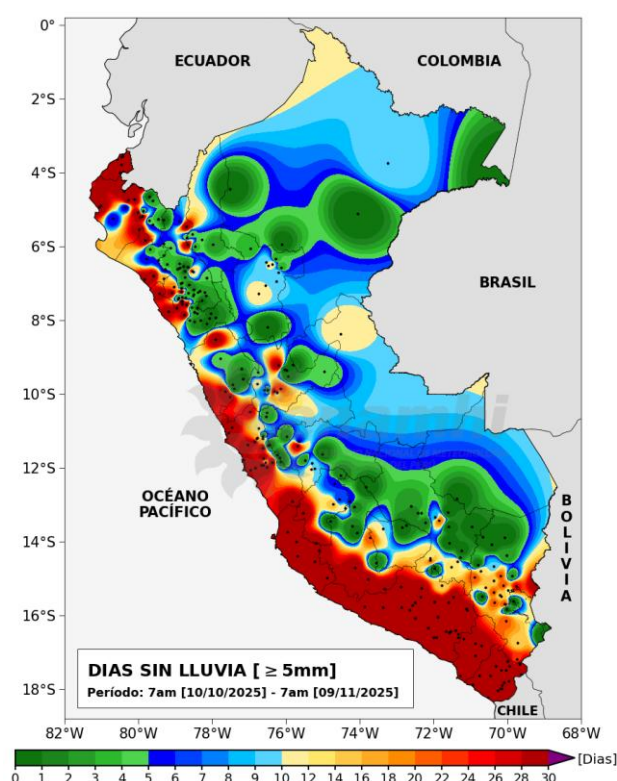 0°
2°S
4°S
6°S
8°S
10°S
12°S
14°S
16°S
18°S
ECUADOR
COLOMBIA
BRASIL
OCÉANO
PACÍFICO
B
O
L
I
V
I
A
DIAS SIN LLUVIA [ ≥ 5mm]
Período: 7am [10/10/2025] - 7am [09/11/2025]
CHILE
82°W 80°W 78°W 76°W 74°W 72°W 70°W 68°W
0 1 2 3 4 5 6 7 8 9 10 12 14 16 18 20 22 24 26 28 30 [Dias]